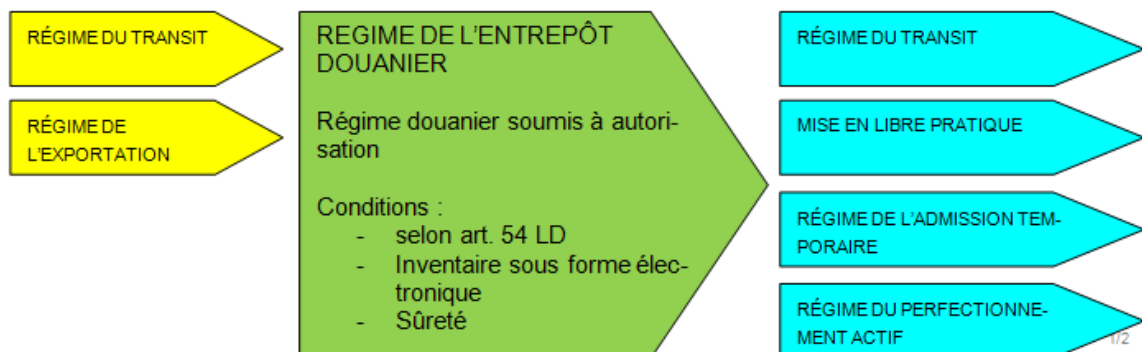 RÉGIME DU TRANSIT
RÉGIME DE
L'EXPORTATION
REGIME DE L'ENTREPÔT
DOUANIER
Régime douanier soumis à autori-
sation
Conditions :
- selon art. 54 LD
- Inventaire sous forme élec-
tronique
- Sûreté
RÉGIME DU TRANSIT
MISE EN LIBRE PRATIQUE
RÉGIME DE L'ADMISSION TEM-
PORAIRE
RÉGIME DU PERFECTIONNE-
MENT ACTIF
1/2